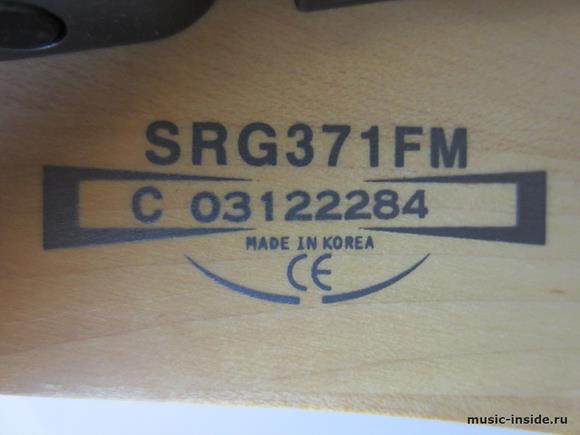 SRG371FM
C 03122284
MADE IN KOREA
CE
music-inside.ru